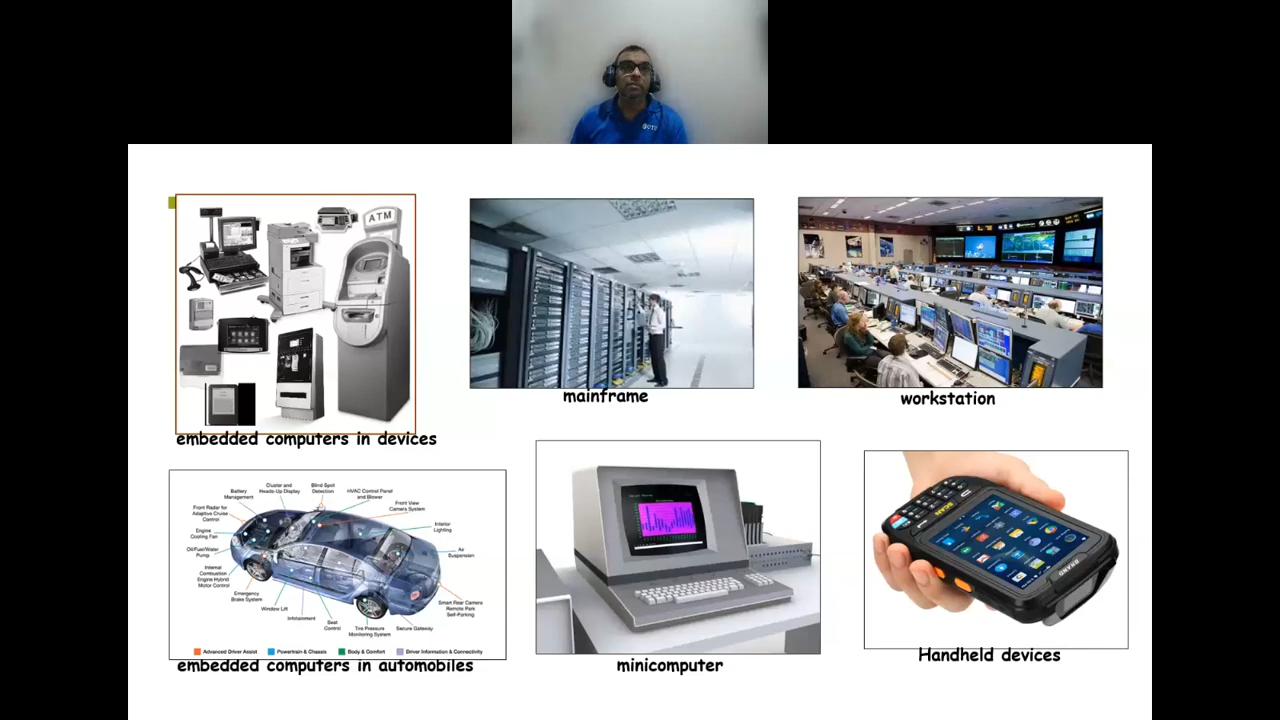 ATM
embedded computers in devices
mainframe
workstation
Battery
Management
Cluster and
Heads-Up Display
Blind Spot
Detection
HVAC Control Panel
and Blower
Front View
Camera System
Front Radar for
Adaptive Cruise
Control
Interior
Lighting
Engine
Cooling Fan
Oil/Fuel/Water
Pump
Air
Suspension
Internal
Combustion
Engine Hybrid
Motor Control
Emergency
Brake System
Window Lift
Infotainment
Seat
Control
Tire Pressure
Monitoring System
Secure Gateway
Smart Rear Camera
Remote Park
Self-Parking
Advanced Driver Assist
Powertrain & Chassis
Body & Comfort
Driver Information & Connectivity
embedded computers in automobiles
minicomputer
SCAN
BRAND
Handheld devices